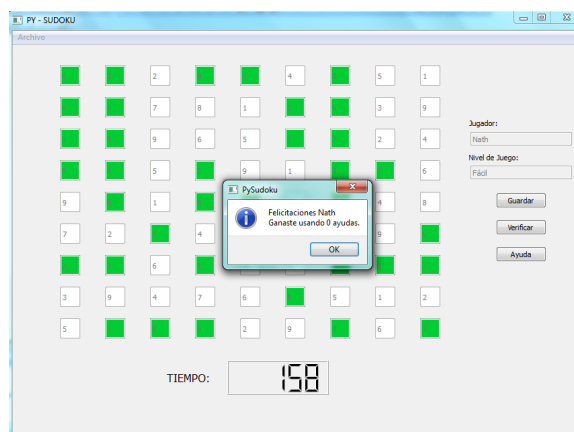 PY - SUDOKU
Archivo
2 4 5 1
7 8 1 3 9
Jugador:
9 6 5 2 4
Nath
Nivel de Juego:
5 9 1 6
Fácil
PySudoku
9 1 4 8
Guardar
Felicitaciones Nath
Ganaste usando 0 ayudas.
7 2 4 9
Verificar
OK
Ayuda
6
3 9 4 7 6 5 1 2
5 2 9 6
TIEMPO: 158